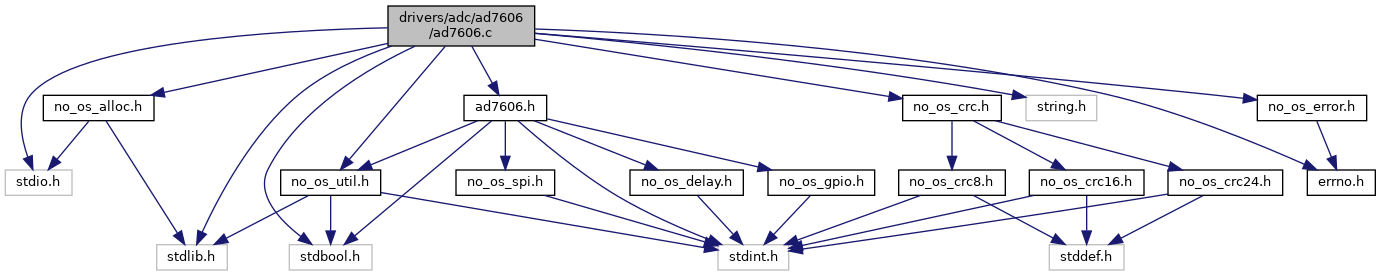 drivers/adc/ad7606
/ad7606.c
no_os_alloc.h
ad7606.h
no_os_crc.h
string.h
no_os_error.h
stdio.h
no_os_util.h
no_os_spi.h
no_os_delay.h
no_os_gpio.h
no_os_crc8.h
no_os_crc16.h
no_os_crc24.h
errno.h
stdlib.h
stdbool.h
stdint.h
stddef.h